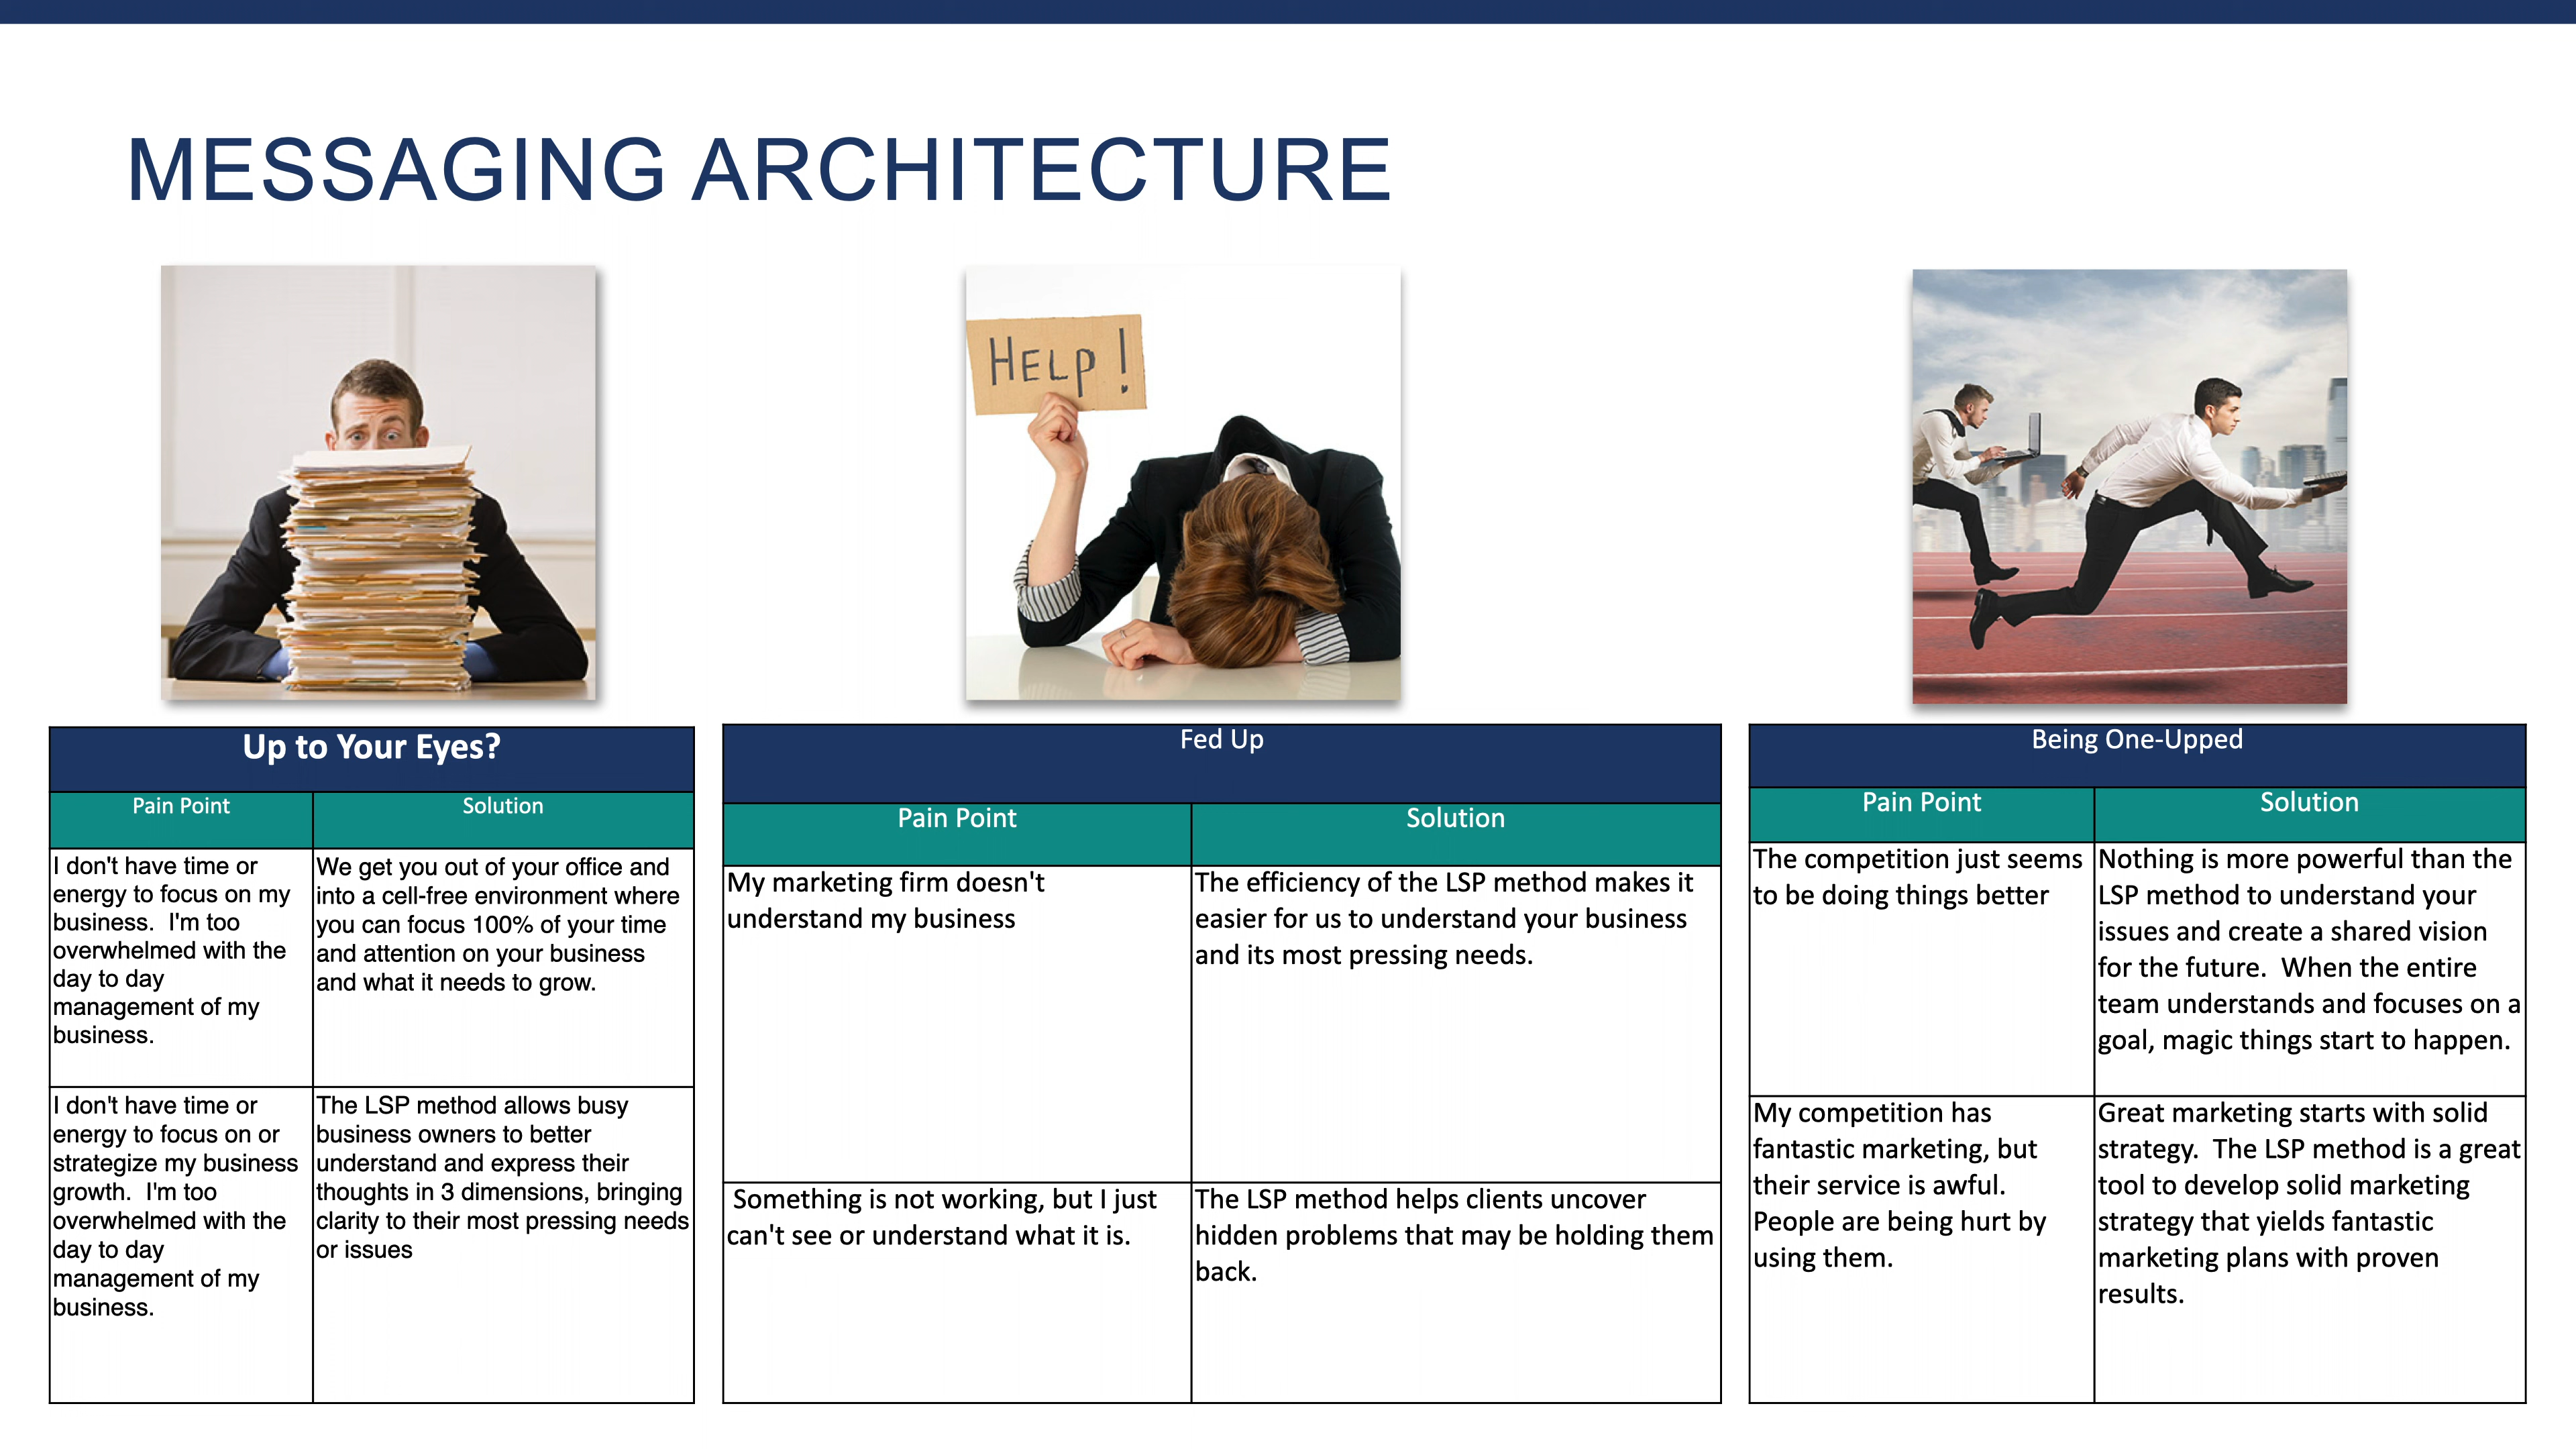 MESSAGING ARCHITECTURE
HELP!
Up to Your Eyes?
Pain Point
Solution
I don't have time or
energy to focus on my
business.  I'm too
overwhelmed with the
day to day
management of my
business.
We get you out of your office and
into a cell-free environment where
you can focus 100% of your time
and attention on your business
and what it needs to grow.
I don't have time or
energy to focus on or
strategize my business
growth.  I'm too
overwhelmed with the
day to day
management of my
business.
The LSP method allows busy
business owners to better
understand and express their
thoughts in 3 dimensions, bringing
clarity to their most pressing needs
or issues
Fed Up
Pain Point
Solution
My marketing firm doesn't
understand my business
The efficiency of the LSP method makes it
easier for us to understand your business
and its most pressing needs.
Something is not working, but I just
can't see or understand what it is.
The LSP method helps clients uncover
hidden problems that may be holding them
back.
Being One-Upped
Pain Point
Solution
The competition just seems
to be doing things better
Nothing is more powerful than the
LSP method to understand your
issues and create a shared vision
for the future.  When the entire
team understands and focuses on a
goal, magic things start to happen.
My competition has
fantastic marketing, but
their service is awful.
People are being hurt by
using them.
Great marketing starts with solid
strategy.  The LSP method is a great
tool to develop solid marketing
strategy that yields fantastic
marketing plans with proven
results.